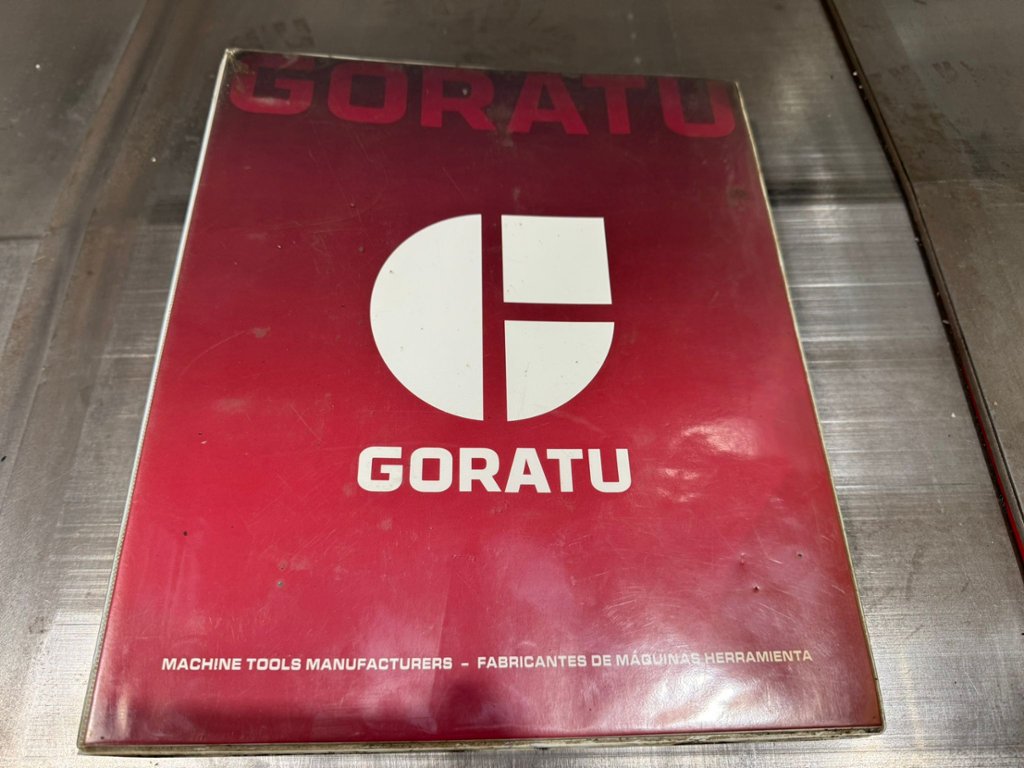 GORATU
GORATU
MACHINE TOOLS MANUFACTURERS - FABRICANTES DE MÁQUINAS HERRAMIENTA